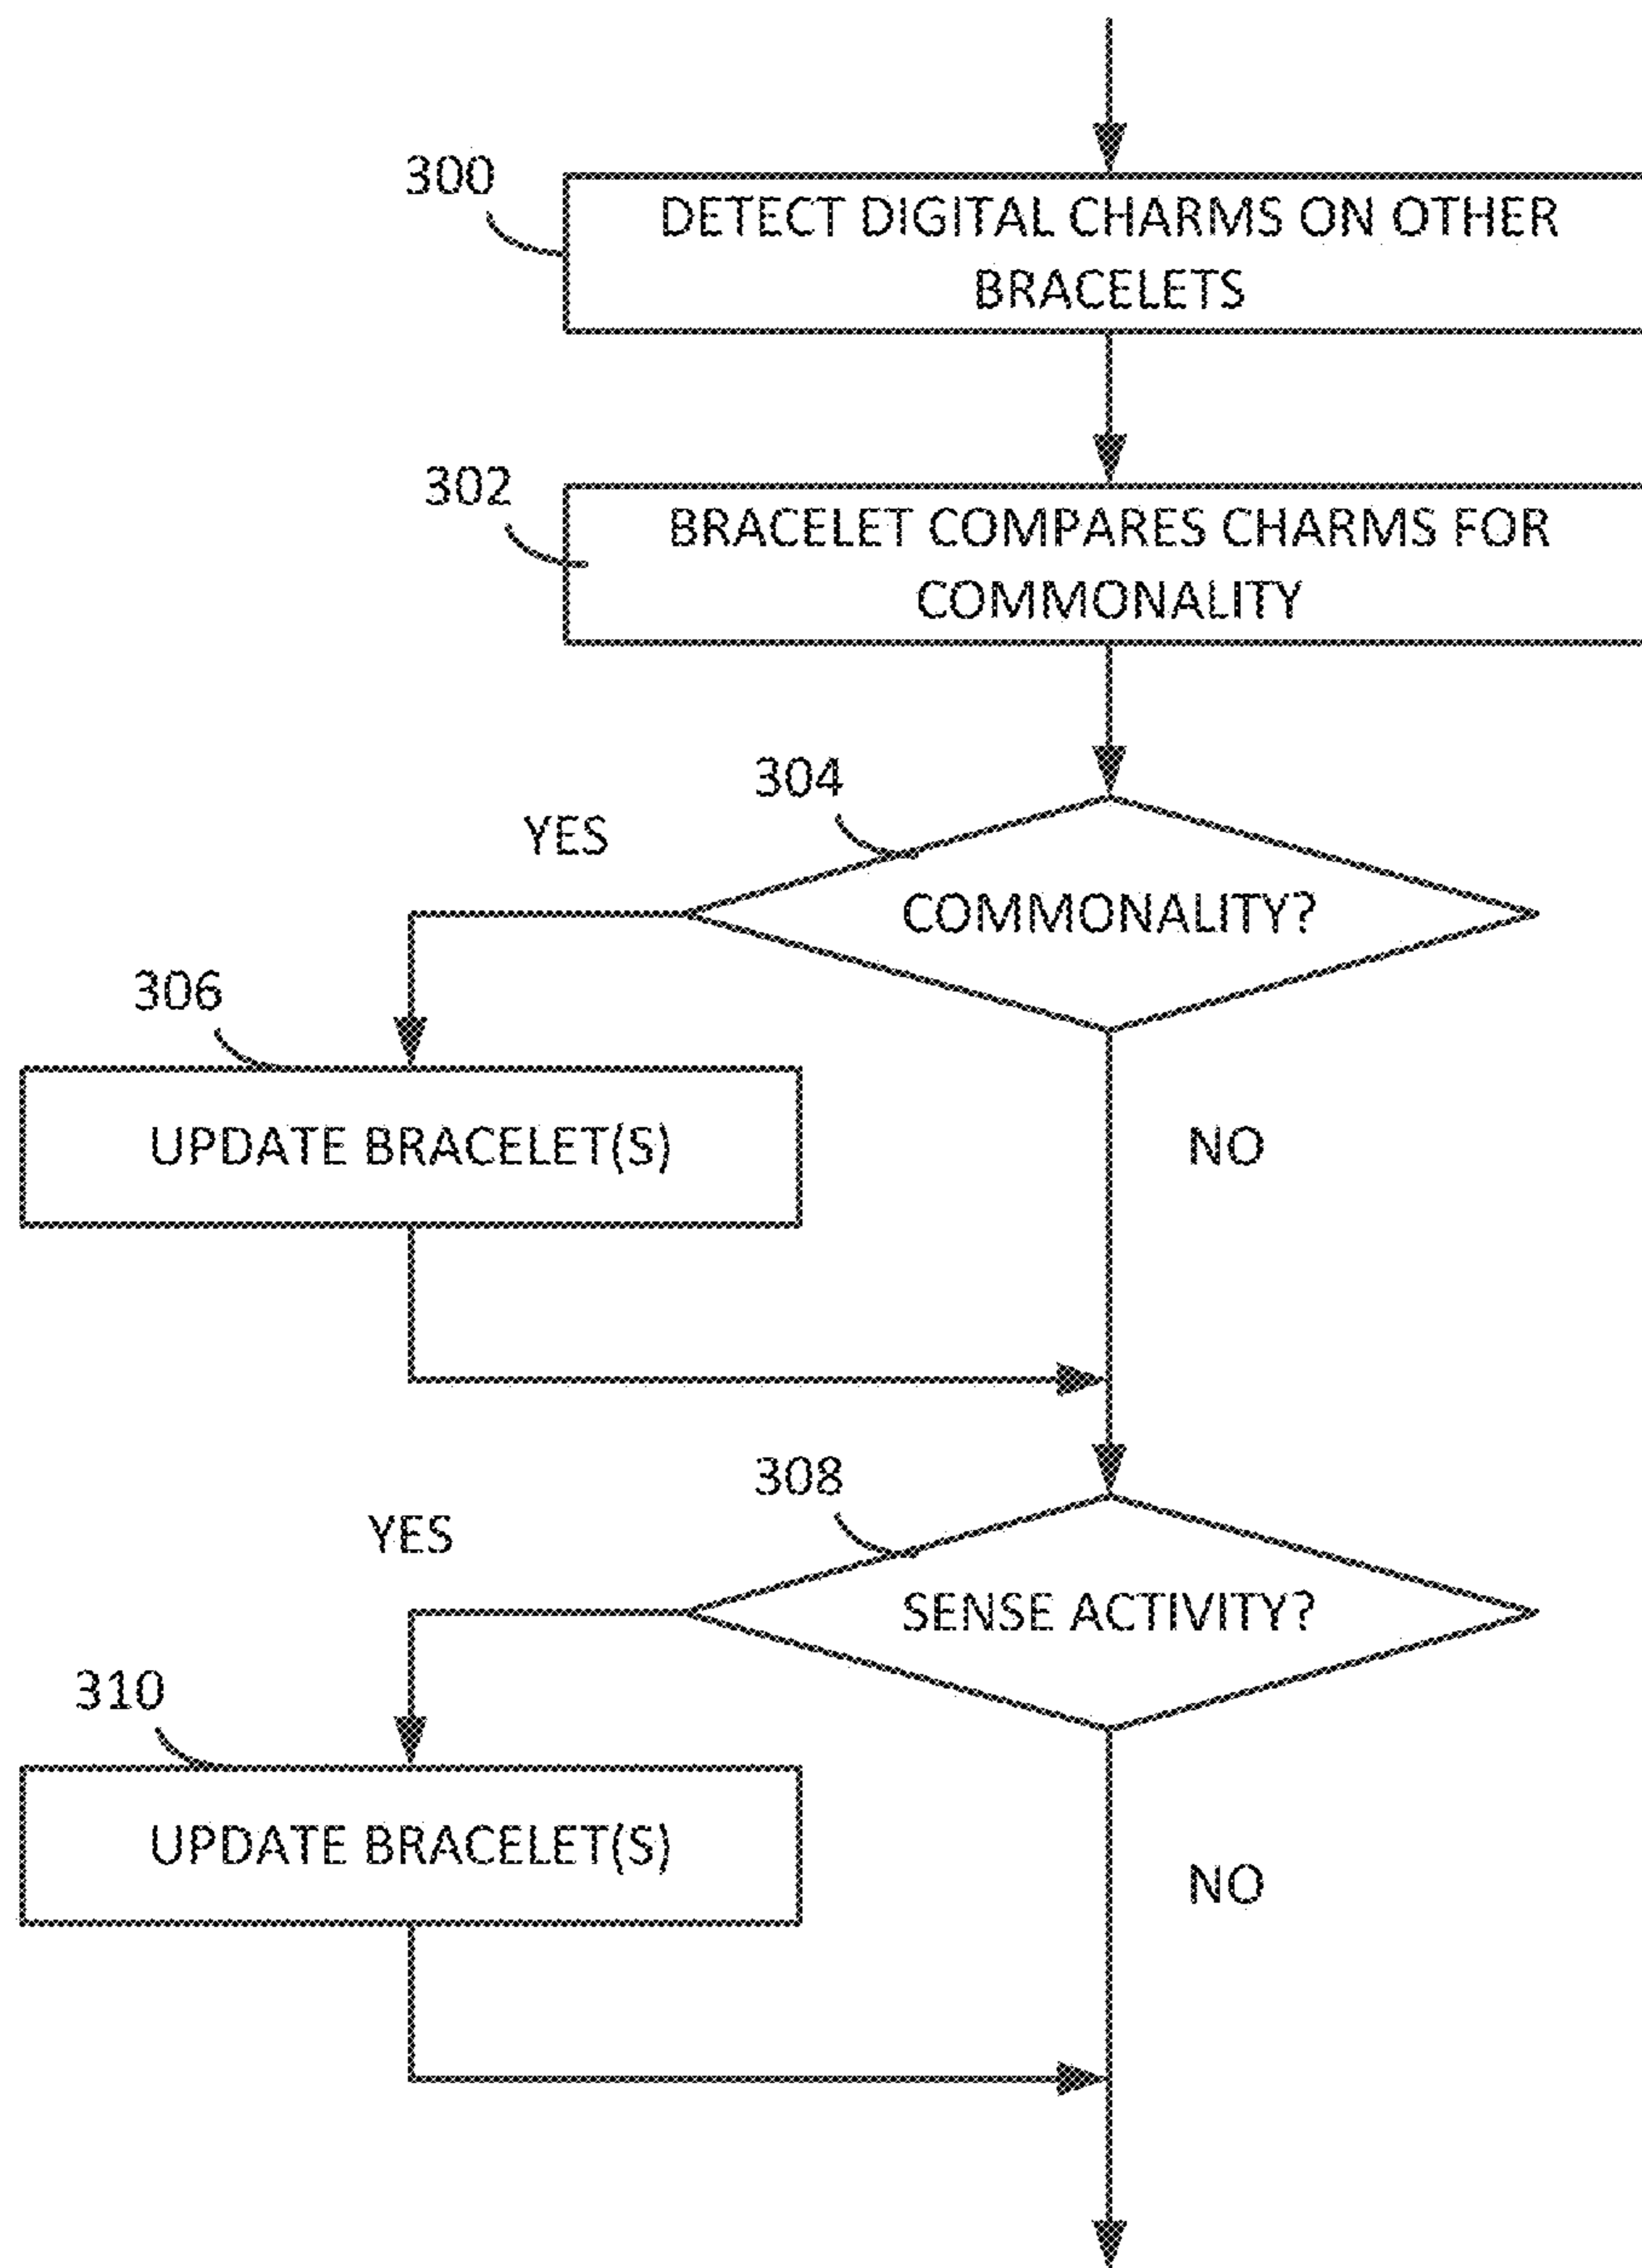 300
DETECT DIGITAL CHARMS ON OTHER
BRACELETS
302
BRACELET COMPARES CHARMS FOR
COMMONALITY
304
YES
COMMONALITY?
306
UPDATE BRACELET(S)
NO
308
YES
SENSE ACTIVITY?
310
UPDATE BRACELET(S)
NO